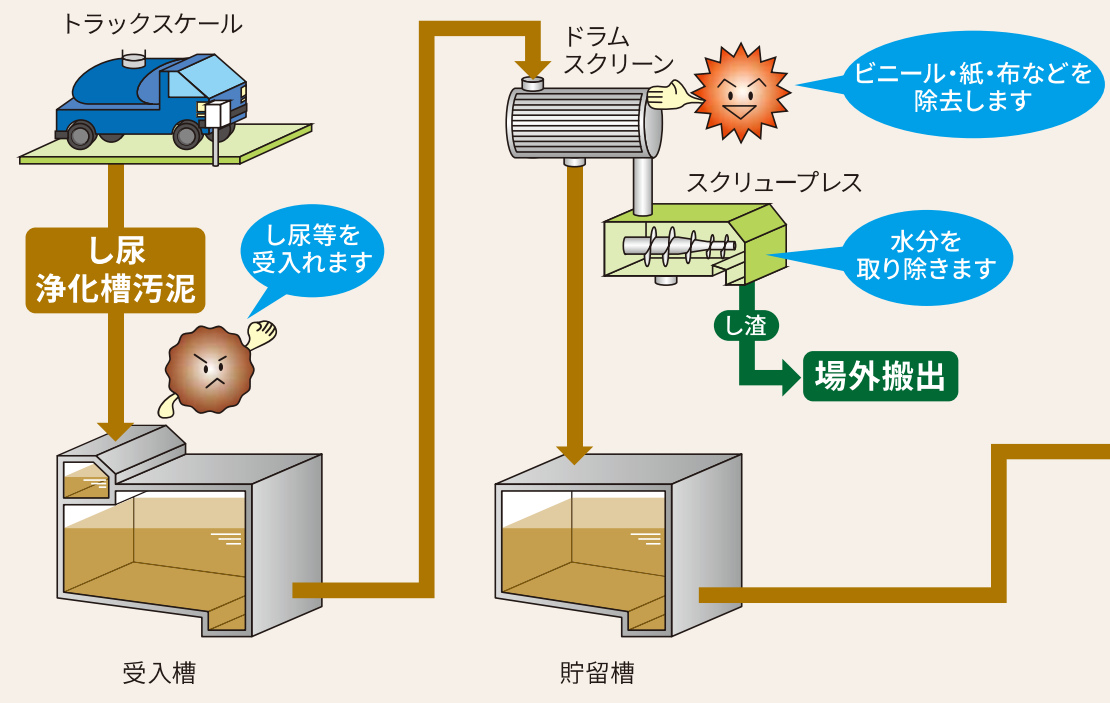 トラックスケール
し尿
浄化槽汚泥
し尿等を
受入れます
受入槽
ドラム
スクリーン
ビニール・紙・布などを
除去します
スクリュープレス
水分を
取り除きます
し渣
場外搬出
貯留槽